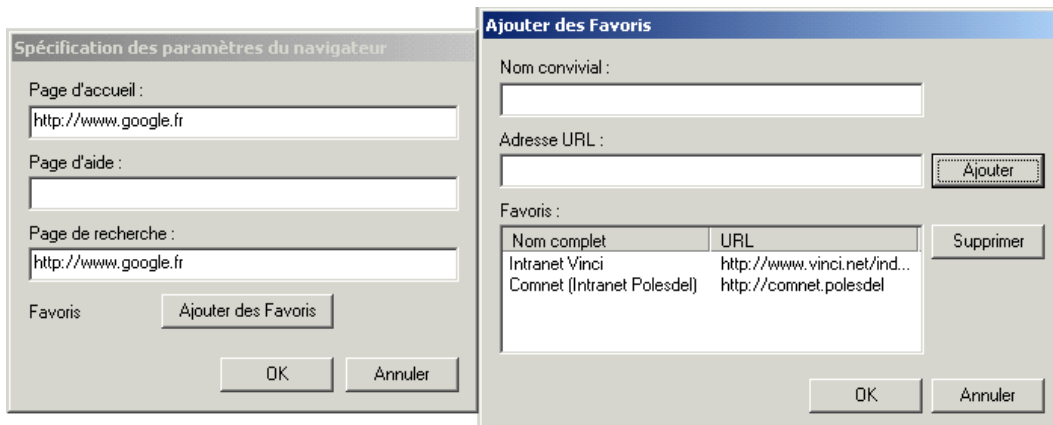 Spécification des paramètres du navigateur
Page d'accueil :
http://www.google.fr
Page d'aide :
Page de recherche :
http://www.google.fr
Favoris
Ajouter des Favoris
OK
Annuler
Ajouter des Favoris
Nom convivial :
Adresse URL :
Ajouter
Favoris :
Nom complet URL
Supprimer
Intranet Vinci http://www.vinci.net/ind...
Comnet (Intranet Polesdel) http://comnet.polesdel
OK
Annuler